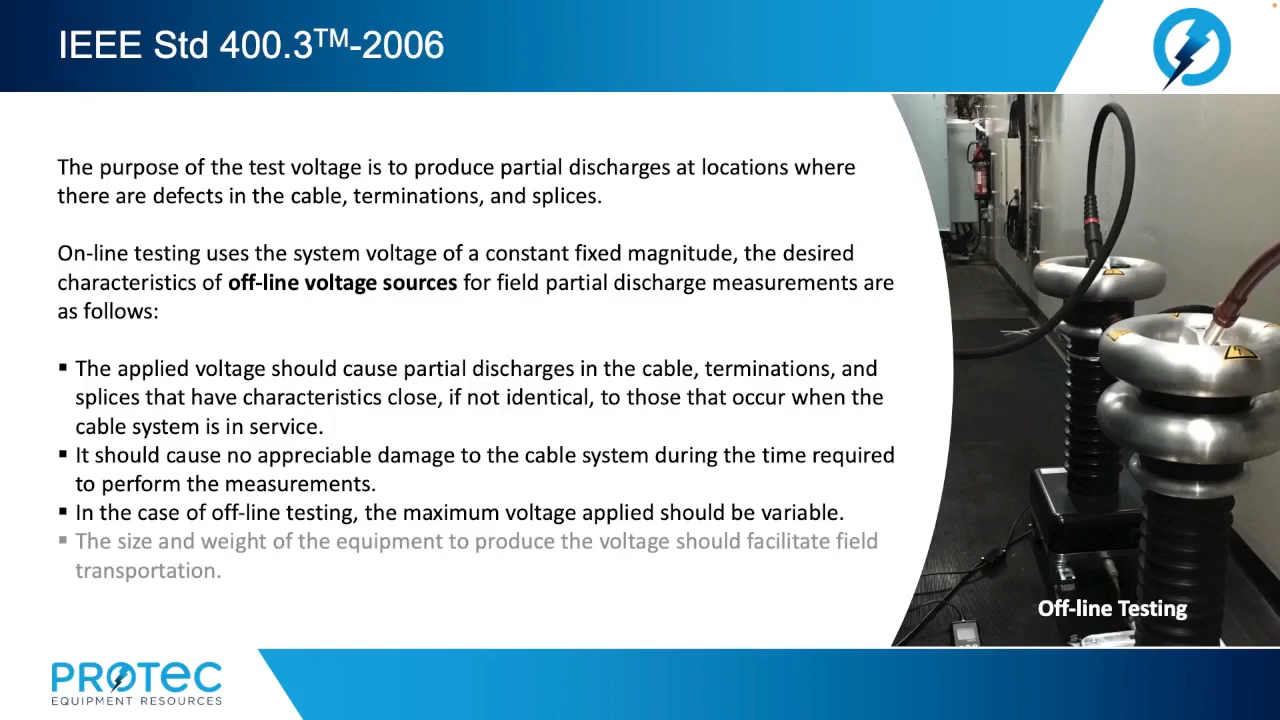 IEEE Std 400.3TM-2006
The purpose of the test voltage is to produce partial discharges at locations where
there are defects in the cable, terminations, and splices.
On-line testing uses the system voltage of a constant fixed magnitude, the desired
characteristics of off-line voltage sources for field partial discharge measurements are
as follows:
▪ The applied voltage should cause partial discharges in the cable, terminations, and
splices that have characteristics close, if not identical, to those that occur when the
cable system is in service.
▪ It should cause no appreciable damage to the cable system during the time required
to perform the measurements.
▪ In the case of off-line testing, the maximum voltage applied should be variable.
▪ The size and weight of the equipment to produce the voltage should facilitate field
transportation.
Off-line Testing
PROTEC
EQUIPMENT RESOURCES